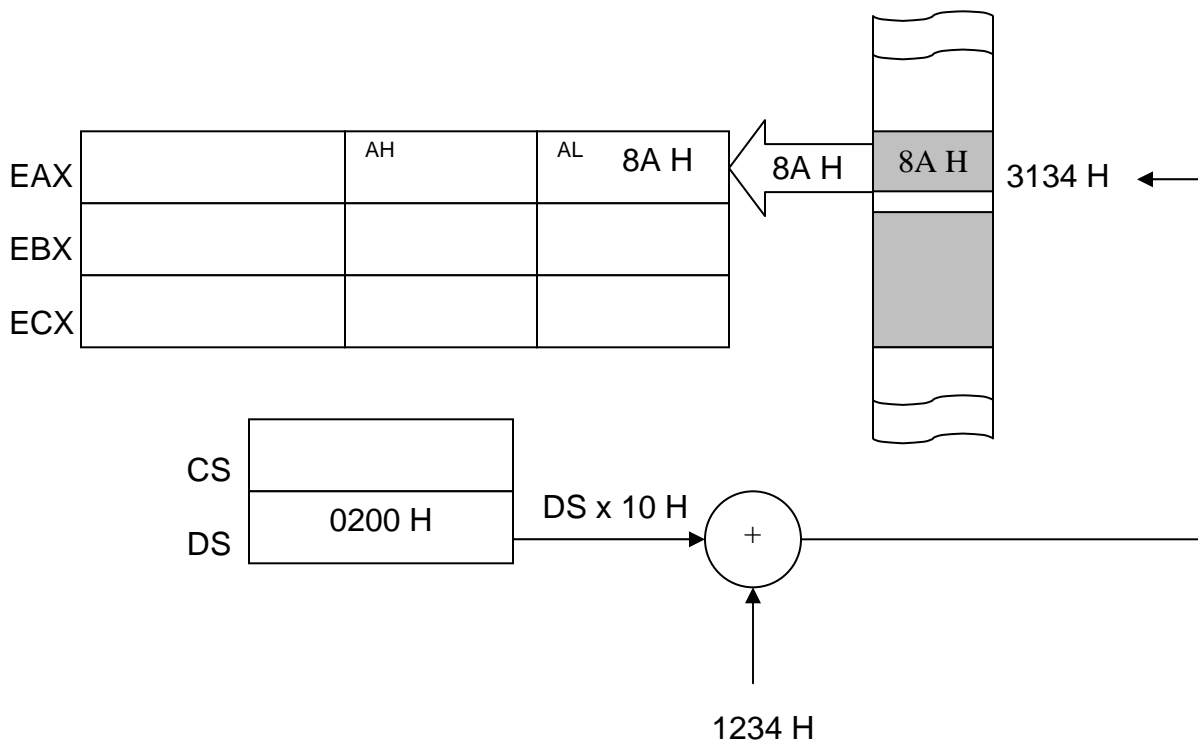 EAX
AH
AL
8A H
8A H
8A H
3134 H
EBX
ECX
CS
DS
0200 H
DS x 10 H
+
1234 H